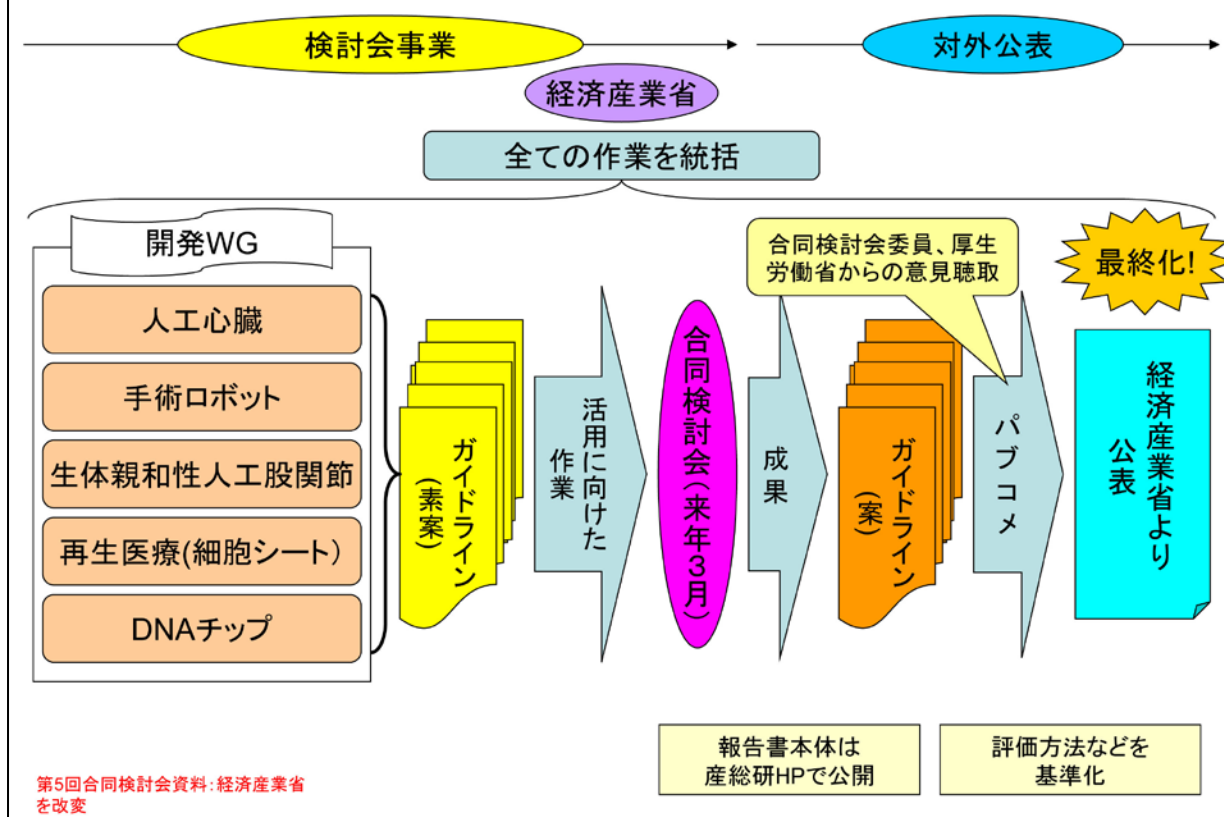 検討会事業
対外公表
経済産業省
全ての作業を統括
開発WG
人工心臓
手術ロボット
生体親和性人工股関節
再生医療(細胞シート)
DNAチップ
ガイドライン
(素案)
活用に向けた
作業
合同検討会(来年3月)
成果
ガイドライン
(案)
合同検討会委員、厚生
労働省からの意見聴取
パブコメ
最終化!
経済産業省より
公表
報告書本体は
産総研HPで公開
評価方法などを
基準化
第5回合同検討会資料:経済産業省
を改変